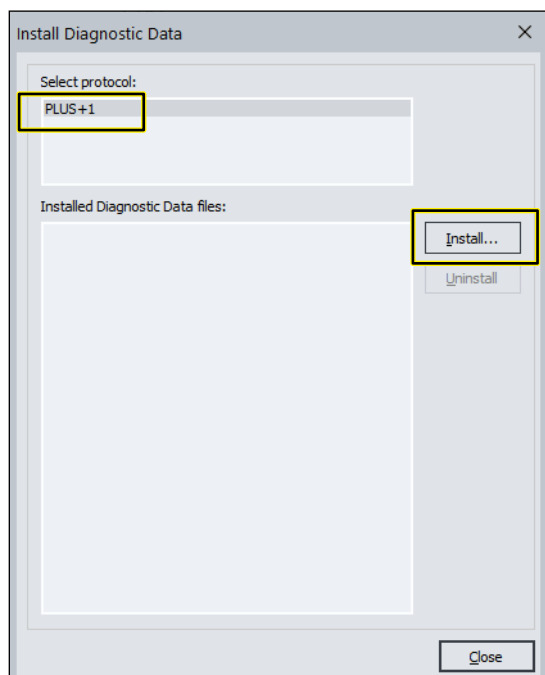 Install Diagnostic Data
Select protocol:
PLUS+1
Installed Diagnostic Data files:
Install...
Uninstall
Close